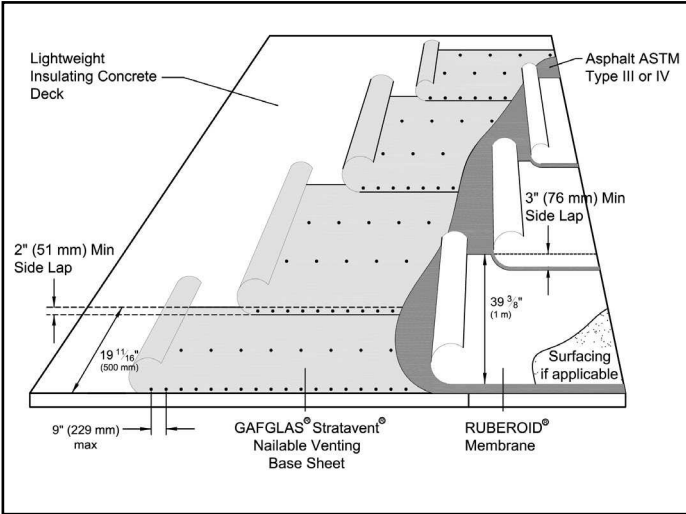 Lightweight
Insulating Concrete
Deck
Asphalt ASTM
Type III or IV
3" (76 mm) Min
Side Lap
2" (51 mm) Min
Side Lap
39 3/8"
(1 m)
19 11/16"
(500 mm)
Surfacing
if applicable
9" (229 mm)
max
GAFGLAS® Stratavent®
Nailable Venting
Base Sheet
RUBEROID®
Membrane